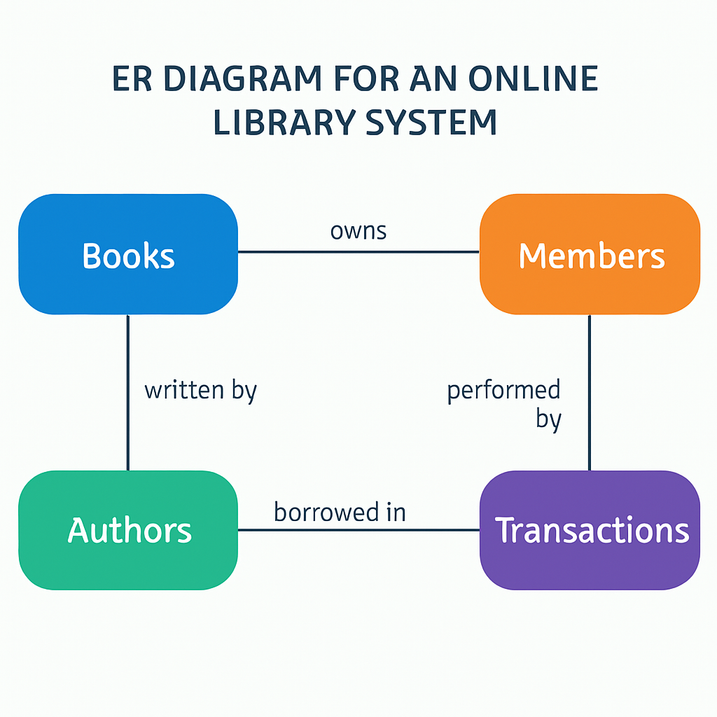 ER DIAGRAM FOR AN ONLINE
LIBRARY SYSTEM
owns
Books
Members
written by
performed
by
borrowed in
Authors
Transactions